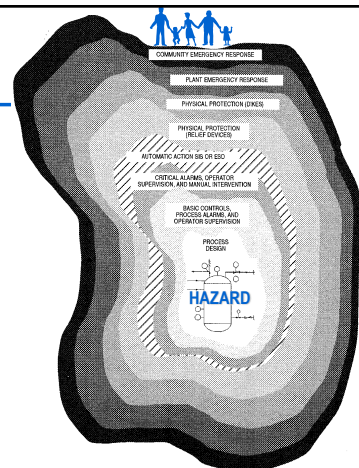 COMMUNITY EMERGENCY RESPONSE
PLANT EMERGENCY RESPONSE
PHYSICAL PROTECTION (DIKES)
PHYSICAL PROTECTION
(RELIEF DEVICES)
AUTOMATIC ACTION SIS OR ESD
CRITICAL ALARMS, OPERATOR
SUPERVISION, AND MANUAL INTERVENTION
BASIC CONTROLS,
PROCESS ALARMS, AND
OPERATOR SUPERVISION
PROCESS
DESIGN
HAZARD